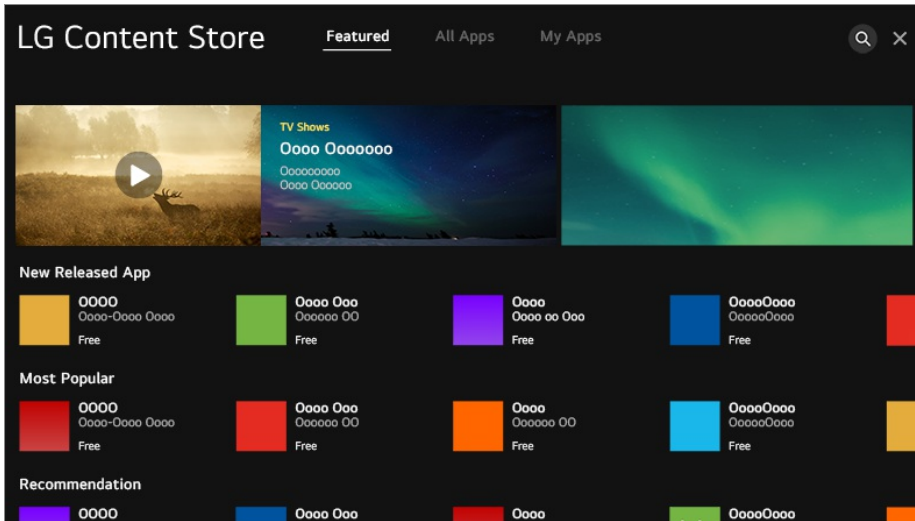 LG Content Store
Featured
All Apps
My Apps
TV Shows
Oooo Ooooooo
Ooooooooo
Oooo Oooooo
New Released App
OOOO
Oooo-Oooo Oooo
Free
Oooo Ooo
Oooooo OO
Free
Oooo
Oooo oo Ooo
Free
OoooOooo
OooooOooo
Free
Most Popular
OOOO
Oooo-Oooo Oooo
Free
Oooo Ooo
Oooooo OO
Free
Oooo
Oooooo OO
Free
OoooOooo
OooooOooo
Free
Recommendation
OOOO
Oooo Ooo
Oooo
OoooOooo